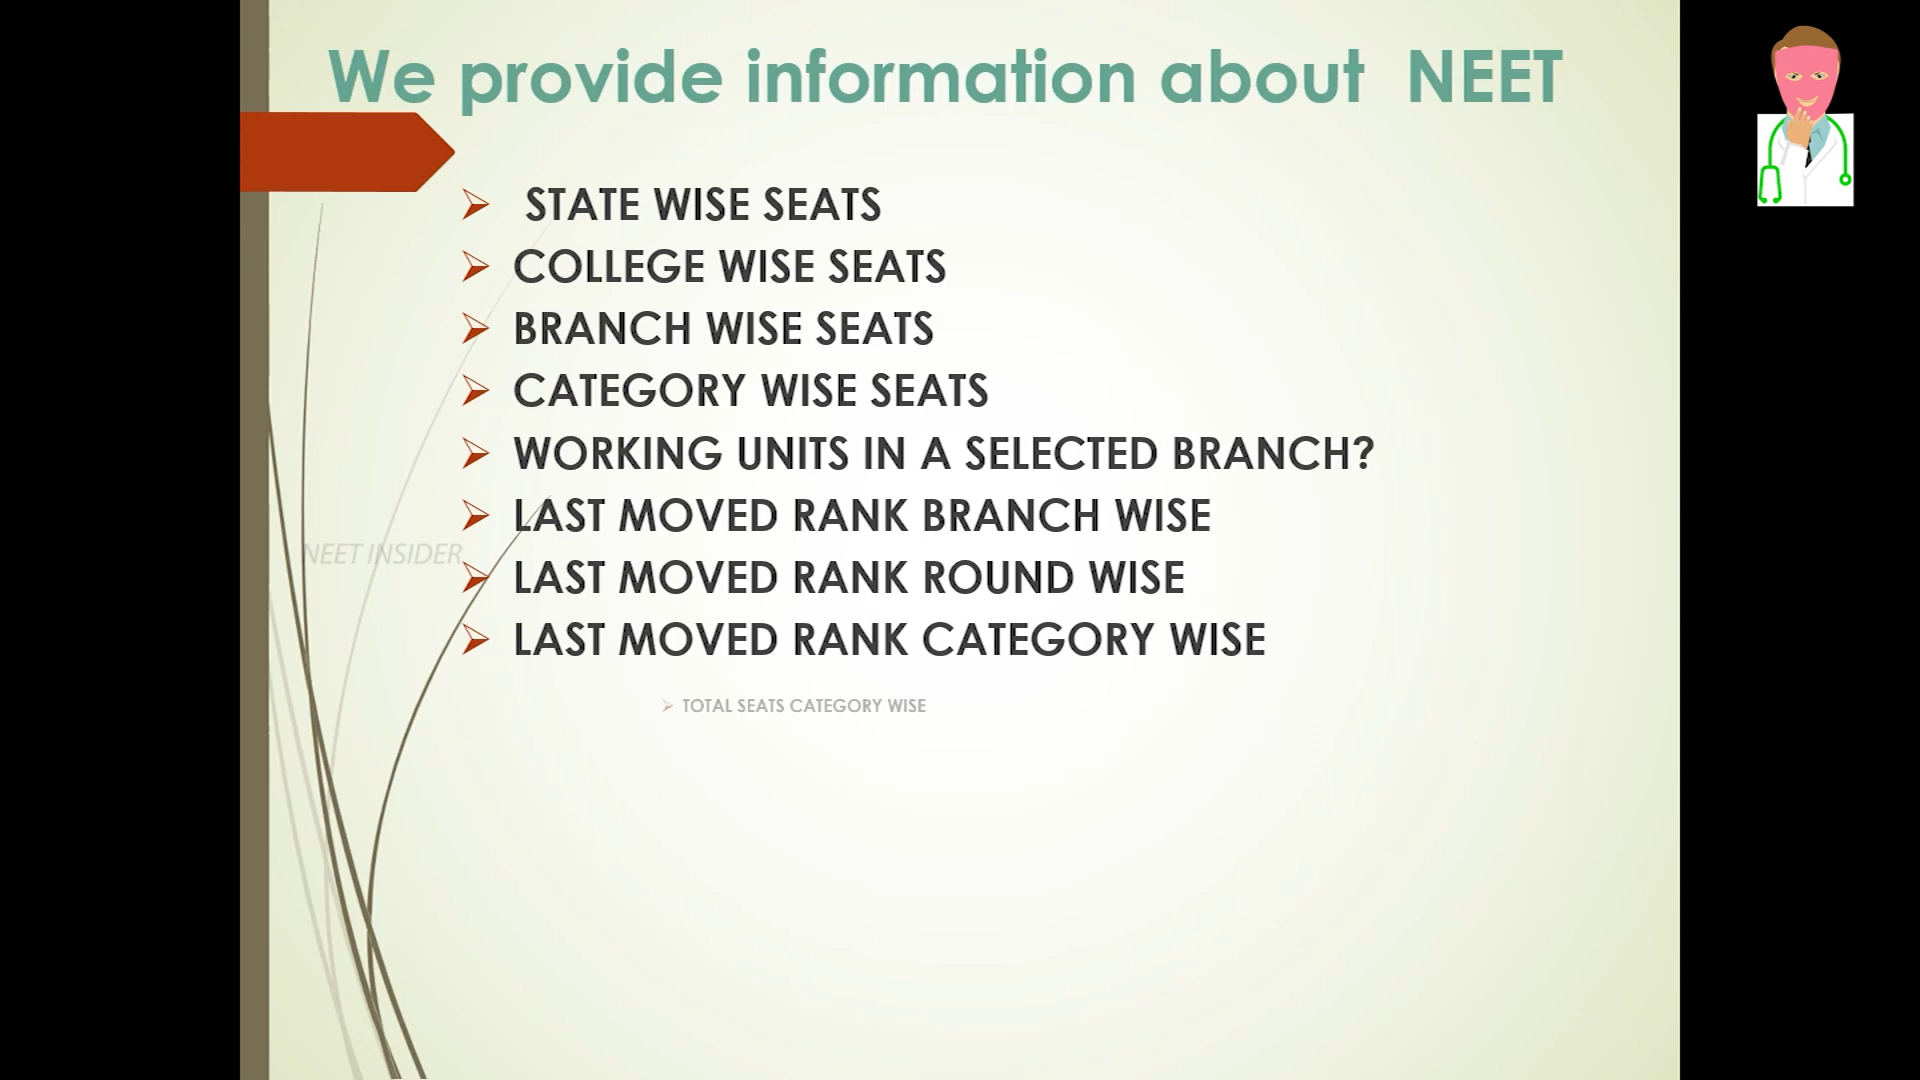 We provide information about NEET
STATE WISE SEATS
COLLEGE WISE SEATS
BRANCH WISE SEATS
CATEGORY WISE SEATS
WORKING UNITS IN A SELECTED BRANCH?
LAST MOVED RANK BRANCH WISE
NEET INSIDER
LAST MOVED RANK ROUND WISE
LAST MOVED RANK CATEGORY WISE
TOTAL SEATS CATEGORY WISE